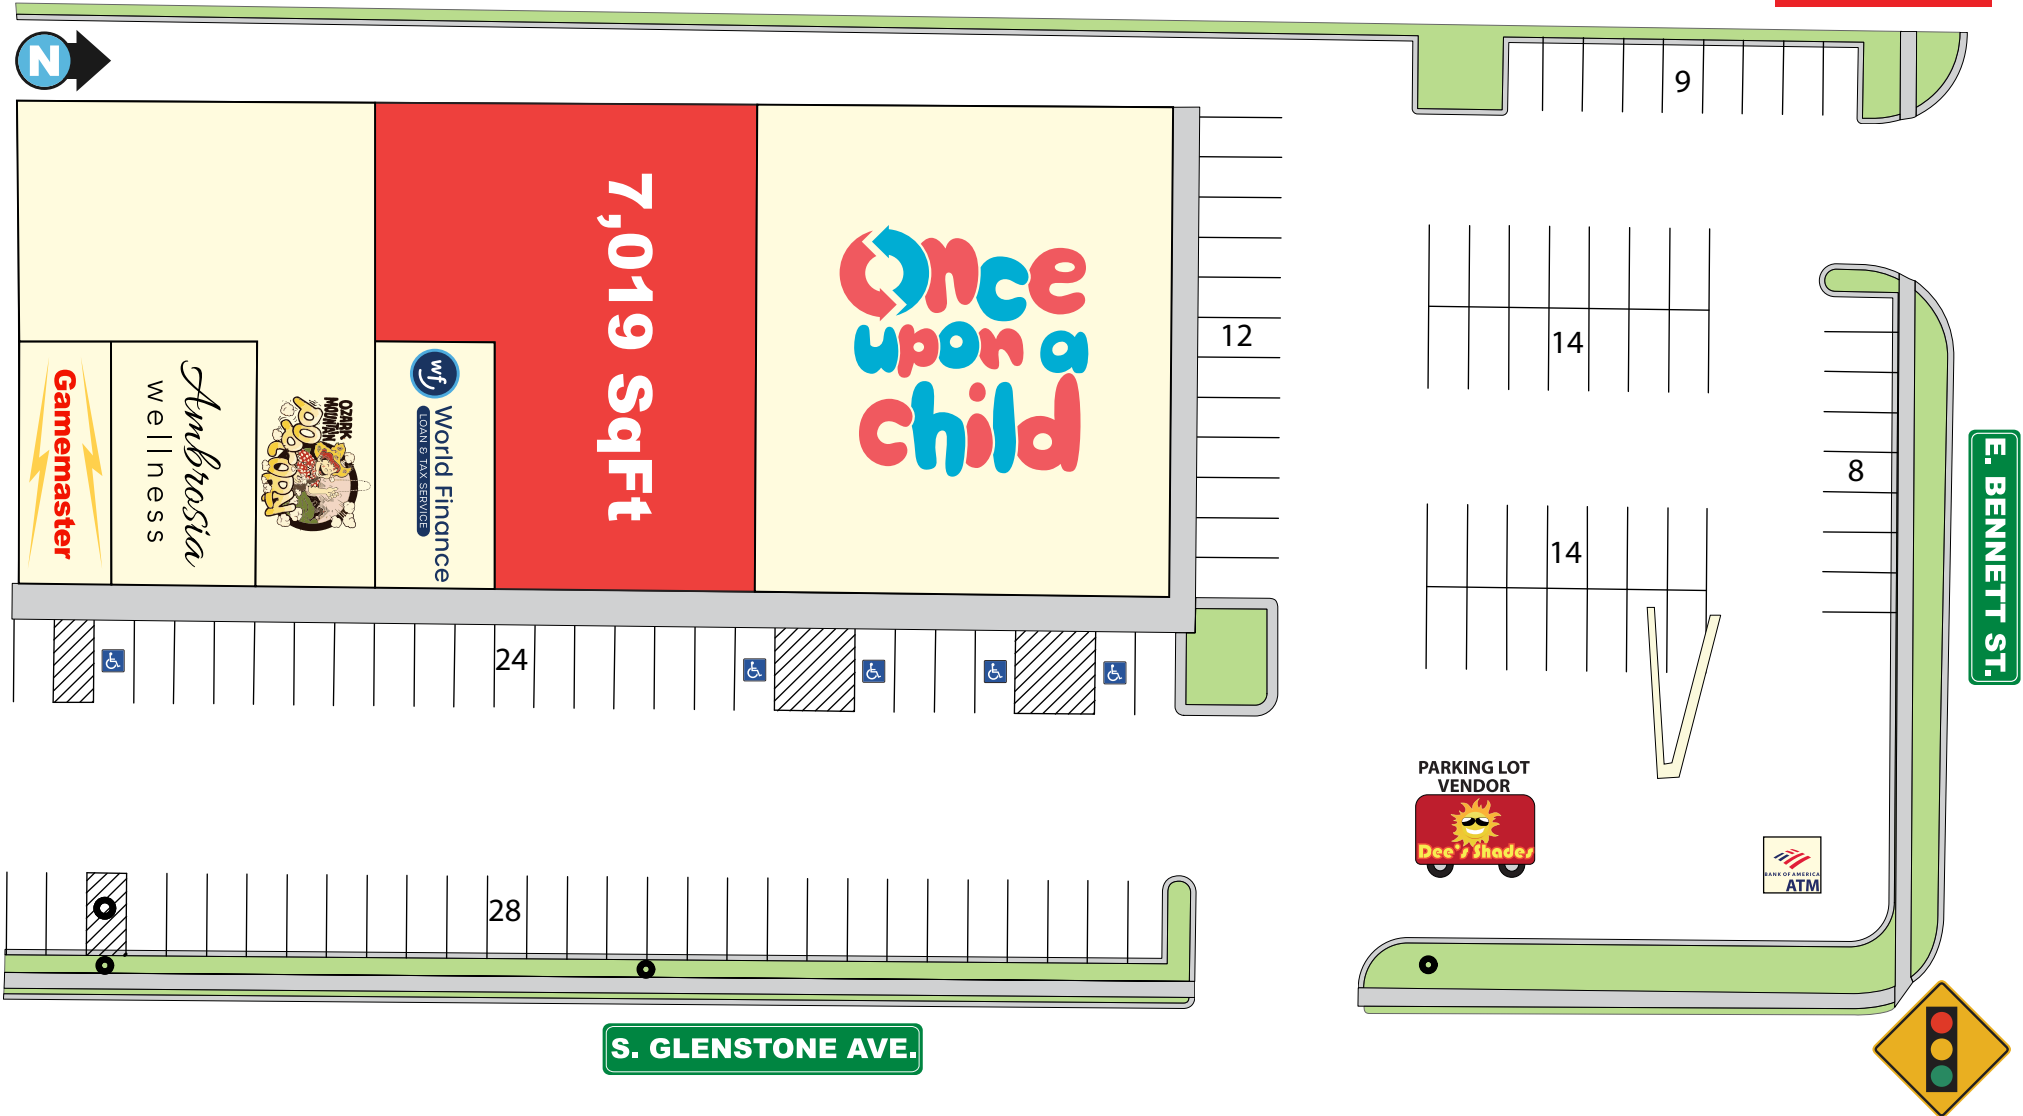 N
9
7,019 SqFt
Once
upon a
child
12
14
Gamemaster
Ambrosia
wellness
OZARK
MOUNTAIN
POPCORN
wf
World Finance
LOAN & TAX SERVICE
8
E. BENNETT ST.
14
24
PARKING LOT
VENDOR
Dee's Shades
BANK OF AMERICA
ATM
28
S. GLENSTONE AVE.